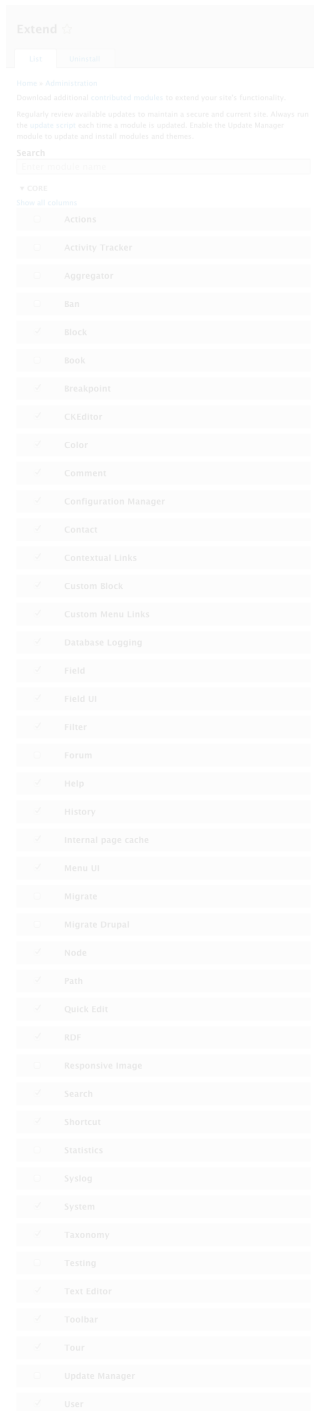 Extend ☆
List
Uninstall
Home » Administration
Download additional contributed modules to extend your site's functionality.
Regularly review available updates to maintain a secure and current site. Always run
the update script each time a module is updated. Enable the Update Manager
module to update and install modules and themes.
Search
Enter module name
▾ CORE
Show all columns
Actions
Activity Tracker
Aggregator
Ban
Block
Book
Breakpoint
CKEditor
Color
Comment
Configuration Manager
Contact
Contextual Links
Custom Block
Custom Menu Links
Database Logging
Field
Field UI
Filter
Forum
Help
History
Internal page cache
Menu UI
Migrate
Migrate Drupal
Node
Path
Quick Edit
RDF
Responsive Image
Search
Shortcut
Statistics
Syslog
System
Taxonomy
Testing
Text Editor
Toolbar
Tour
Update Manager
User